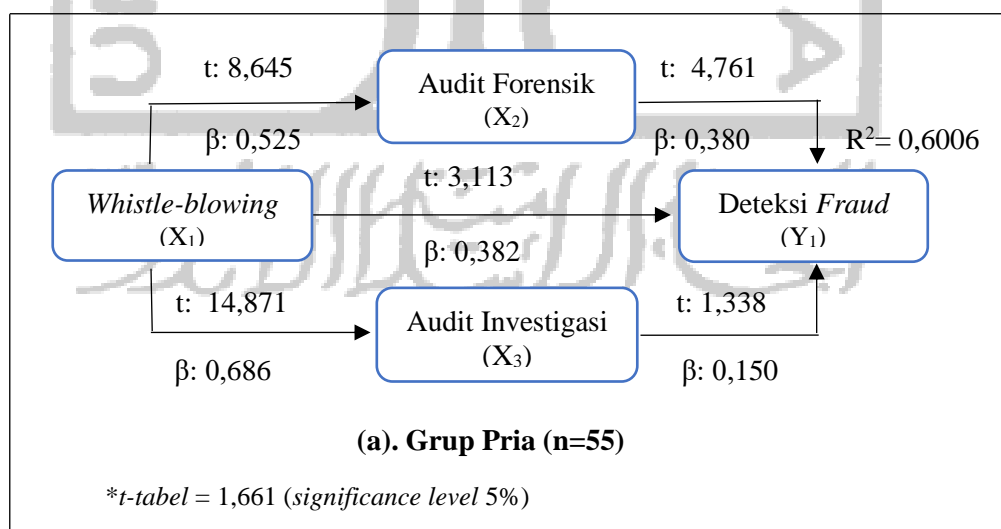 t: 8,645
Audit Forensik
(X2)
t: 4,761
β: 0,525
β: 0,380
R2= 0,6006
Whistle-blowing
(X1)
t: 3,113
β: 0,382
Deteksi Fraud
(Y1)
t: 14,871
Audit Investigasi
(X3)
t: 1,338
β: 0,686
β: 0,150
(a). Grup Pria (n=55)
*t-tabel = 1,661 (significance level 5%)